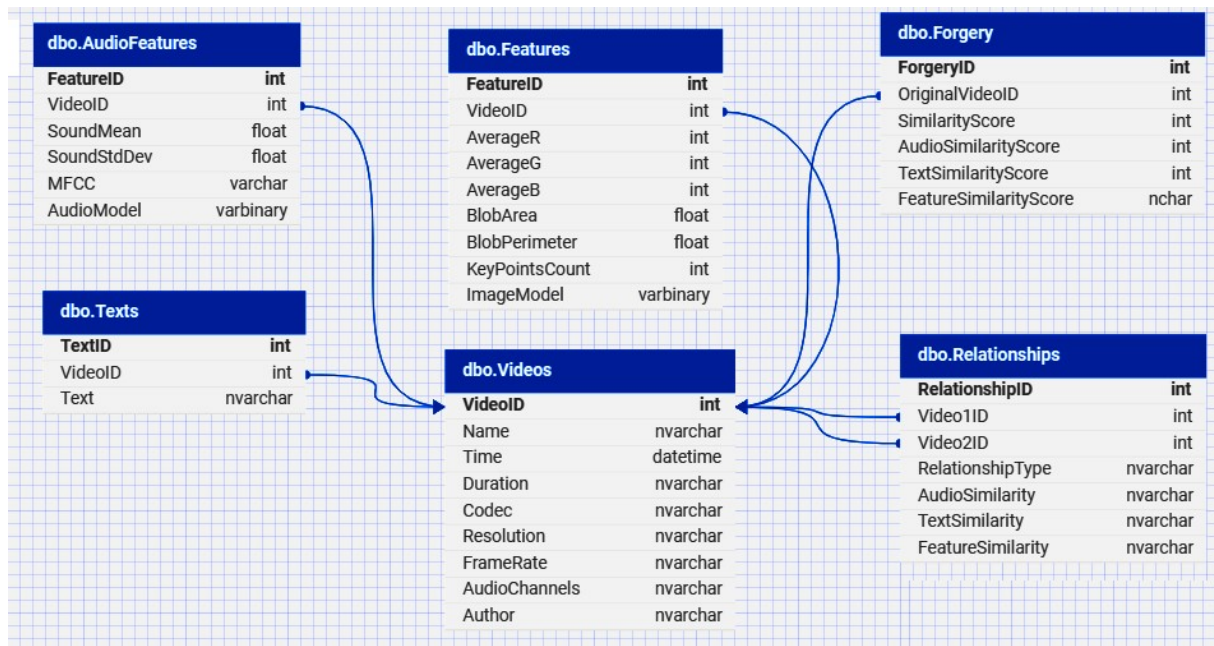 dbo.AudioFeatures
FeatureID int
VideoID int
SoundMean float
SoundStdDev float
MFCC varchar
AudioModel varbinary
dbo.Features
FeatureID int
VideoID int
AverageR int
AverageG int
AverageB int
BlobArea float
BlobPerimeter float
KeyPointsCount int
ImageModel varbinary
dbo.Forgery
ForgeryID int
OriginalVideoID int
SimilarityScore int
AudioSimilarityScore int
TextSimilarityScore int
FeatureSimilarityScore nchar
dbo.Texts
TextID int
VideoID int
Text nvarchar
dbo.Videos
VideoID int
Name nvarchar
Time datetime
Duration nvarchar
Codec nvarchar
Resolution nvarchar
FrameRate nvarchar
AudioChannels nvarchar
Author nvarchar
dbo.Relationships
RelationshipID int
Video1ID int
Video2ID int
RelationshipType nvarchar
AudioSimilarity nvarchar
TextSimilarity nvarchar
FeatureSimilarity nvarchar